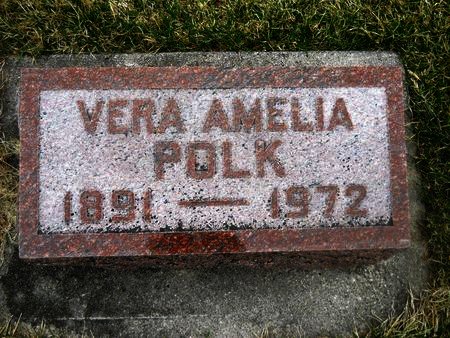 VERA AMELIA
POLK
1891 — 1972